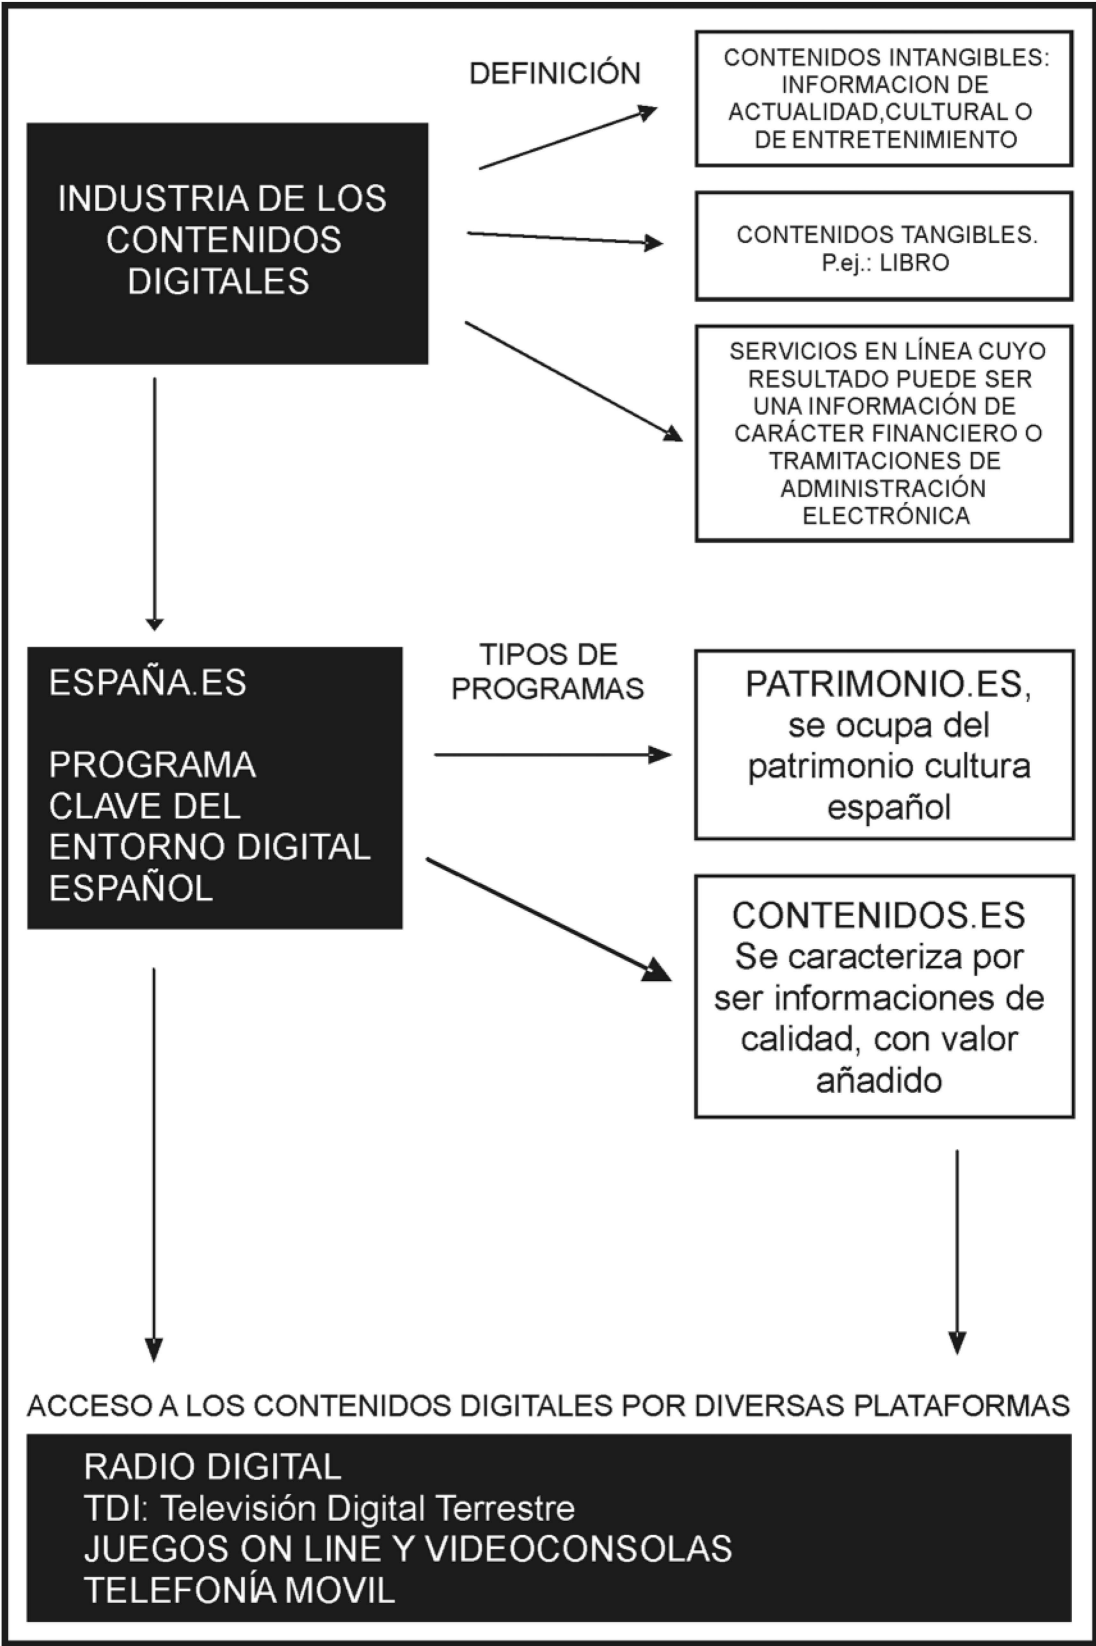 DEFINICIÓN
CONTENIDOS INTANGIBLES:
INFORMACION DE
ACTUALIDAD,CULTURAL O
DE ENTRETENIMIENTO
INDUSTRIA DE LOS
CONTENIDOS
DIGITALES
CONTENIDOS TANGIBLES.
P.ej.: LIBRO
SERVICIOS EN LÍNEA CUYO
RESULTADO PUEDE SER
UNA INFORMACIÓN DE
CARÁCTER FINANCIERO O
TRAMITACIONES DE
ADMINISTRACIÓN
ELECTRÓNICA
ESPAÑA.ES
PROGRAMA
CLAVE DEL
ENTORNO DIGITAL
ESPAÑOL
TIPOS DE
PROGRAMAS
PATRIMONIO.ES,
se ocupa del
patrimonio cultura
español
CONTENIDOS.ES
Se caracteriza por
ser informaciones de
calidad, con valor
añadido
ACCESO A LOS CONTENIDOS DIGITALES POR DIVERSAS PLATAFORMAS
RADIO DIGITAL
TDI: Televisión Digital Terrestre
JUEGOS ON LINE Y VIDEOCONSOLAS
TELEFONÍA MOVIL